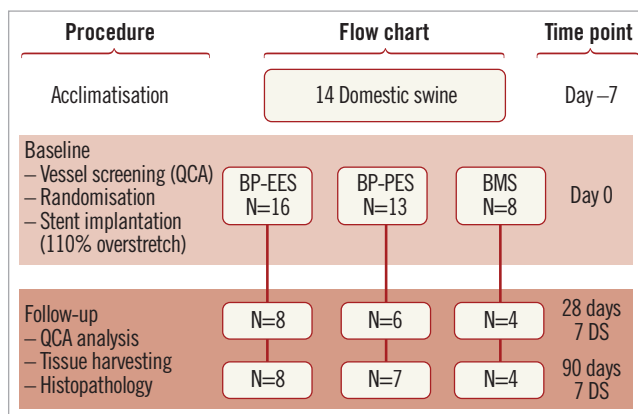 Procedure Flow chart Time point
Acclimatisation 14 Domestic swine Day –7
Baseline
– Vessel screening (QCA)
– Randomisation
– Stent implantation
(110% overstretch)
BP-EES
N=16
BP-PES
N=13
BMS
N=8
Day 0
Follow-up
– QCA analysis
– Tissue harvesting
– Histopathology
N=8 N=6 N=4
28 days
7 DS
N=8 N=7 N=4
90 days
7 DS